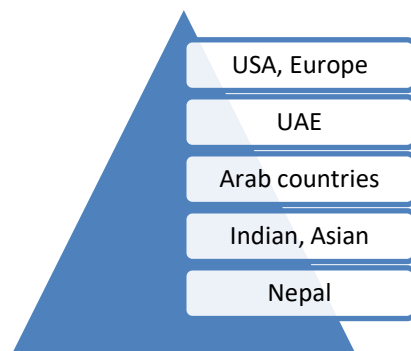 USA, Europe
UAE
Arab countries
Indian, Asian
Nepal